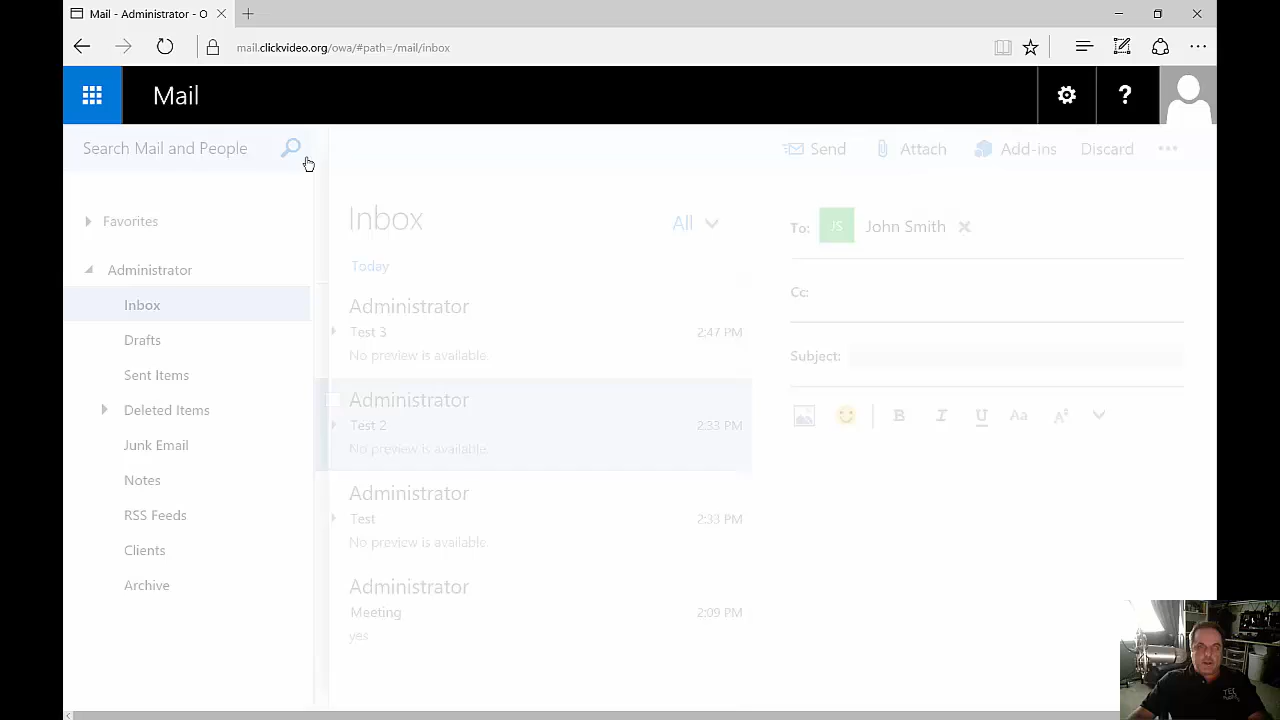 Mail - Administrator - O
mail.clickvideo.org/owa/#path=/mail/inbox
Mail
?
Search Mail and People
Send
Attach
Add-ins
Discard
Favorites
Administrator
Inbox
Drafts
Sent Items
Deleted Items
Junk Email
Notes
RSS Feeds
Clients
Archive
Inbox
All
Today
Administrator
Test 3
2:47 PM
No preview is available.
Administrator
Test 2
2:33 PM
No preview is available.
Administrator
Test
2:33 PM
No preview is available.
Administrator
Meeting
2:09 PM
yes
To: JS John Smith
Cc:
Subject:
B I U Aa A